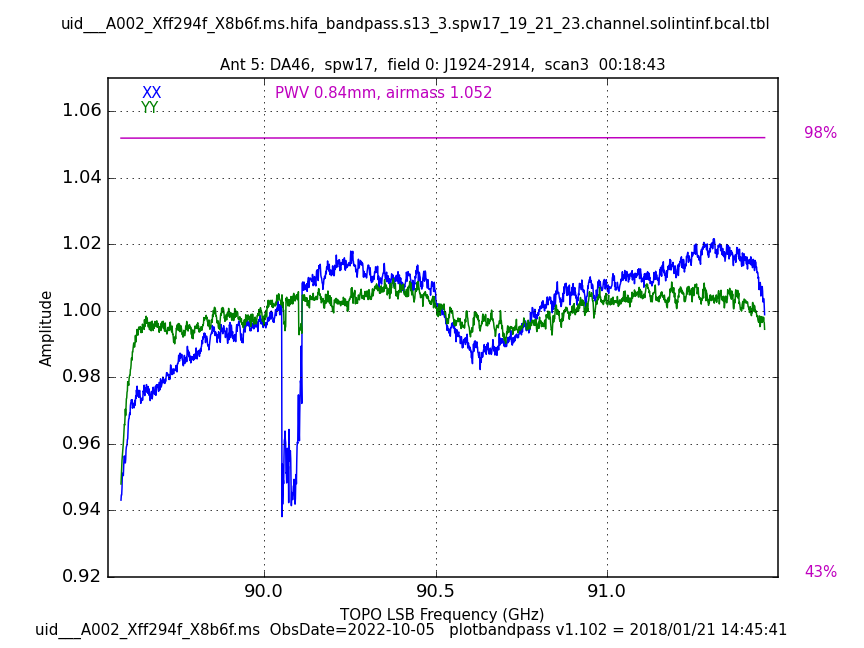 uid___A002_Xff294f_X8b6f.ms.hifa_bandpass.s13_3.spw17_19_21_23.channel.solintinf.bcal.tbl
Ant 5: DA46,  spw17,  field 0: J1924-2914,  scan3  00:18:43
XX
PWV 0.84mm, airmass 1.052
YY
1.06
98%
1.04
1.02
1.00
0.98
0.96
0.94
0.92
Amplitude
43%
90.0
90.5
91.0
TOPO LSB Frequency (GHz)
uid___A002_Xff294f_X8b6f.ms  ObsDate=2022-10-05   plotbandpass v1.102 = 2018/01/21 14:45:41